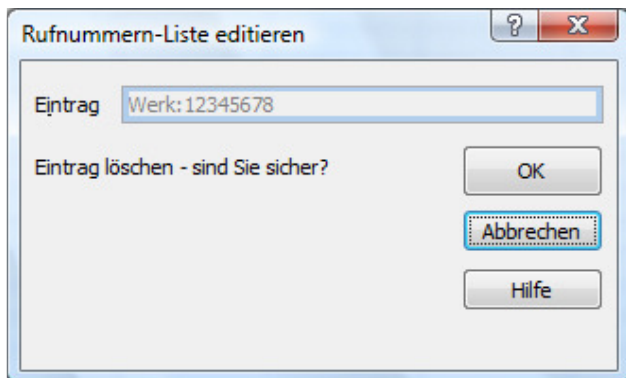 Rufnummern-Liste editieren
Eintrag Werk:12345678
Eintrag löschen - sind Sie sicher?
OK
Abbrechen
Hilfe